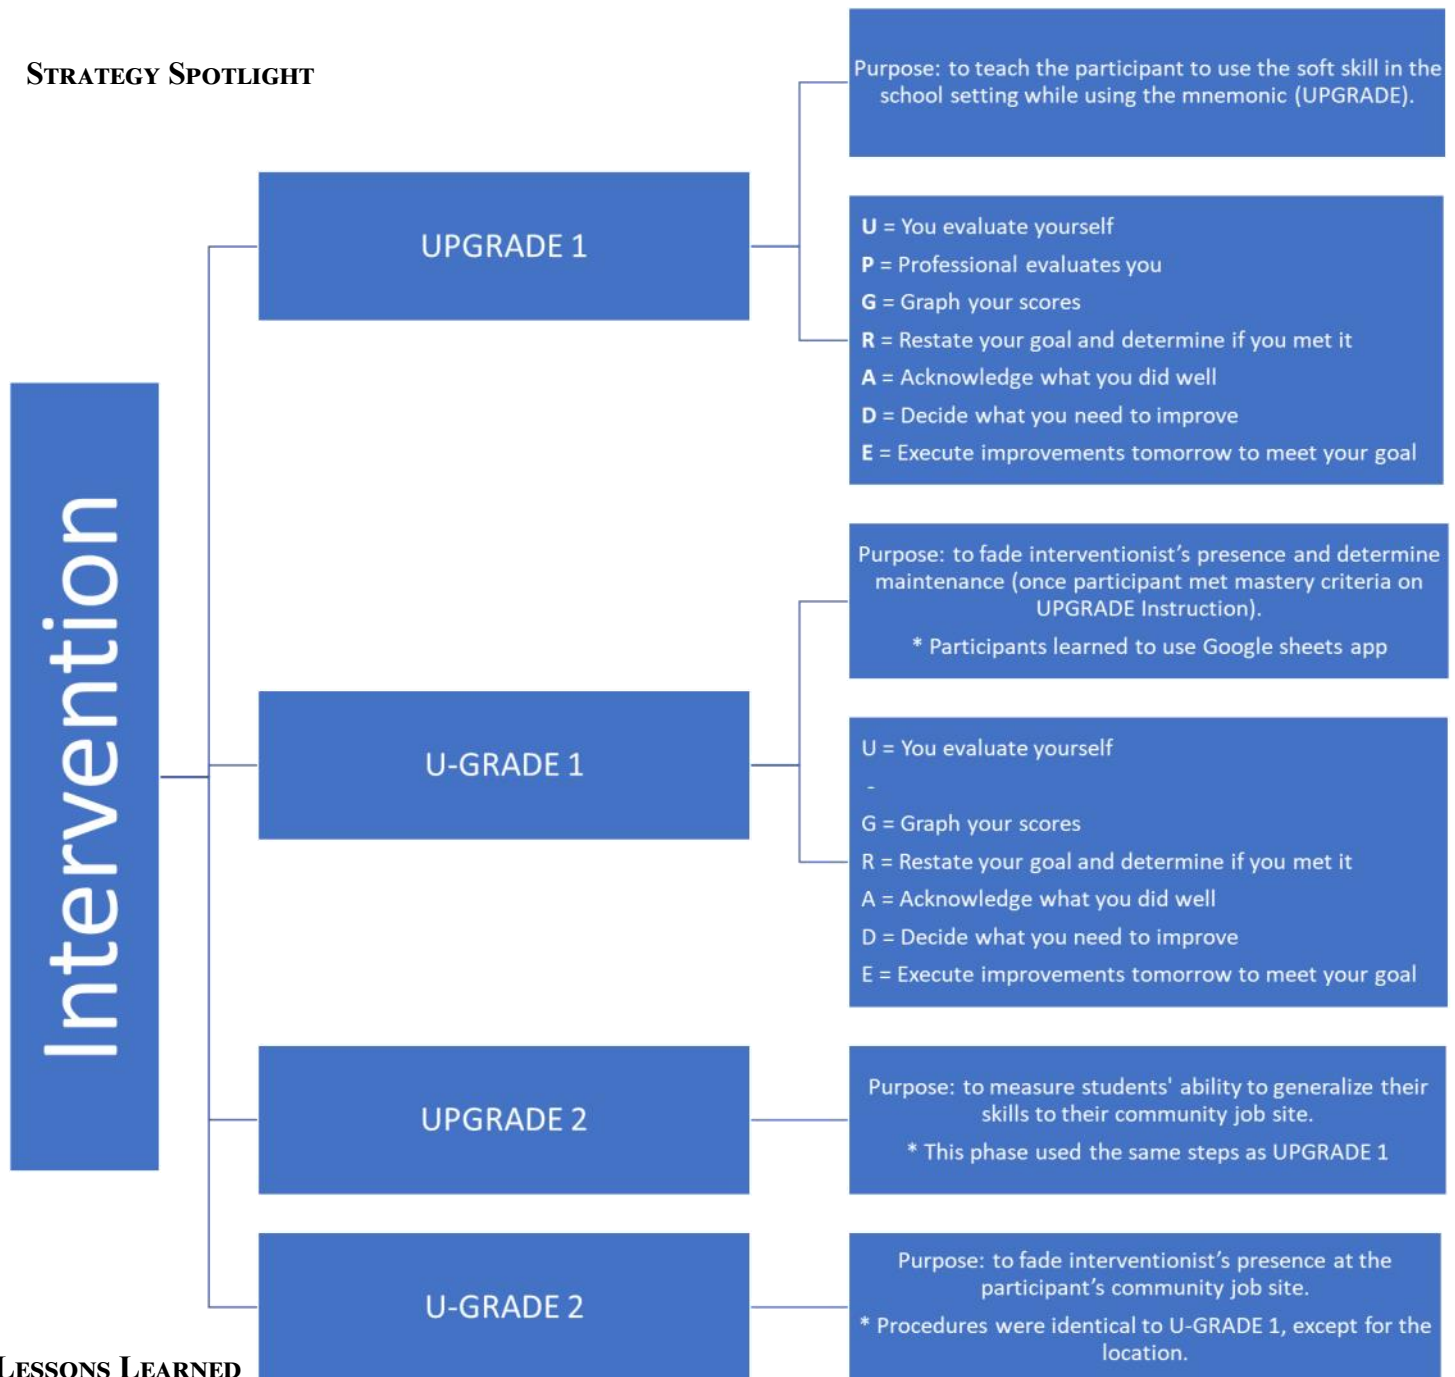 STRATEGY SPOTLIGHT
Intervention
UPGRADE 1
Purpose: to teach the participant to use the soft skill in the
school setting while using the mnemonic (UPGRADE).
U = You evaluate yourself
P = Professional evaluates you
G = Graph your scores
R = Restate your goal and determine if you met it
A = Acknowledge what you did well
D = Decide what you need to improve
E = Execute improvements tomorrow to meet your goal
U-GRADE 1
Purpose: to fade interventionist’s presence and determine
maintenance (once participant met mastery criteria on
UPGRADE Instruction).
* Participants learned to use Google sheets app
U = You evaluate yourself
-
G = Graph your scores
R = Restate your goal and determine if you met it
A = Acknowledge what you did well
D = Decide what you need to improve
E = Execute improvements tomorrow to meet your goal
UPGRADE 2
Purpose: to measure students' ability to generalize their
skills to their community job site.
* This phase used the same steps as UPGRADE 1
U-GRADE 2
Purpose: to fade interventionist’s presence at the
participant’s community job site.
* Procedures were identical to U-GRADE 1, except for the
location.
LESSONS LEARNED